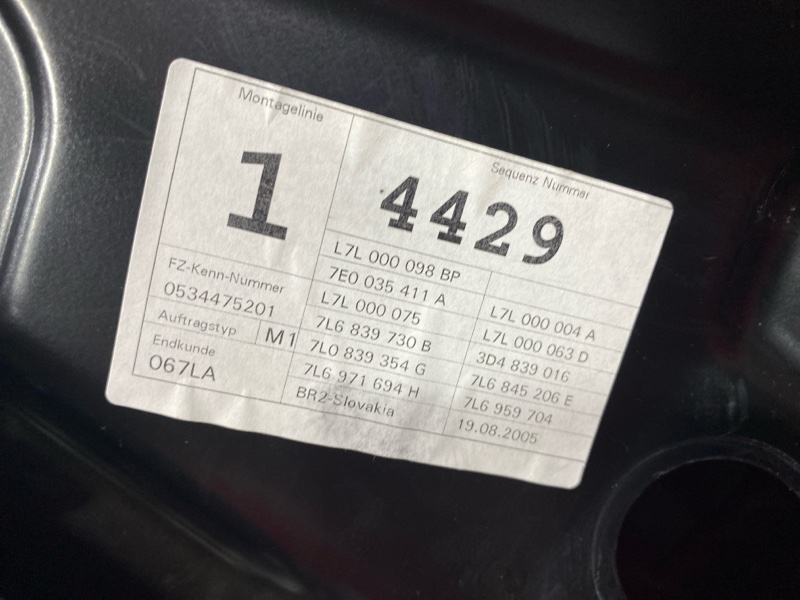 Montagelinie
1
Sequenz Nummer
4429
FZ-Kenn-Nummer
0534475201
Auftragstyp M1
Endkunde
067LA
L7L 000 098 BP
7E0 035 411 A L7L 000 004 A
L7L 000 075 L7L 000 063 D
7L6 839 730 B 3D4 839 016
7L0 839 354 G 7L6 845 206 E
7L6 971 694 H 7L6 959 704
BR2-Slovakia 19.08.2005